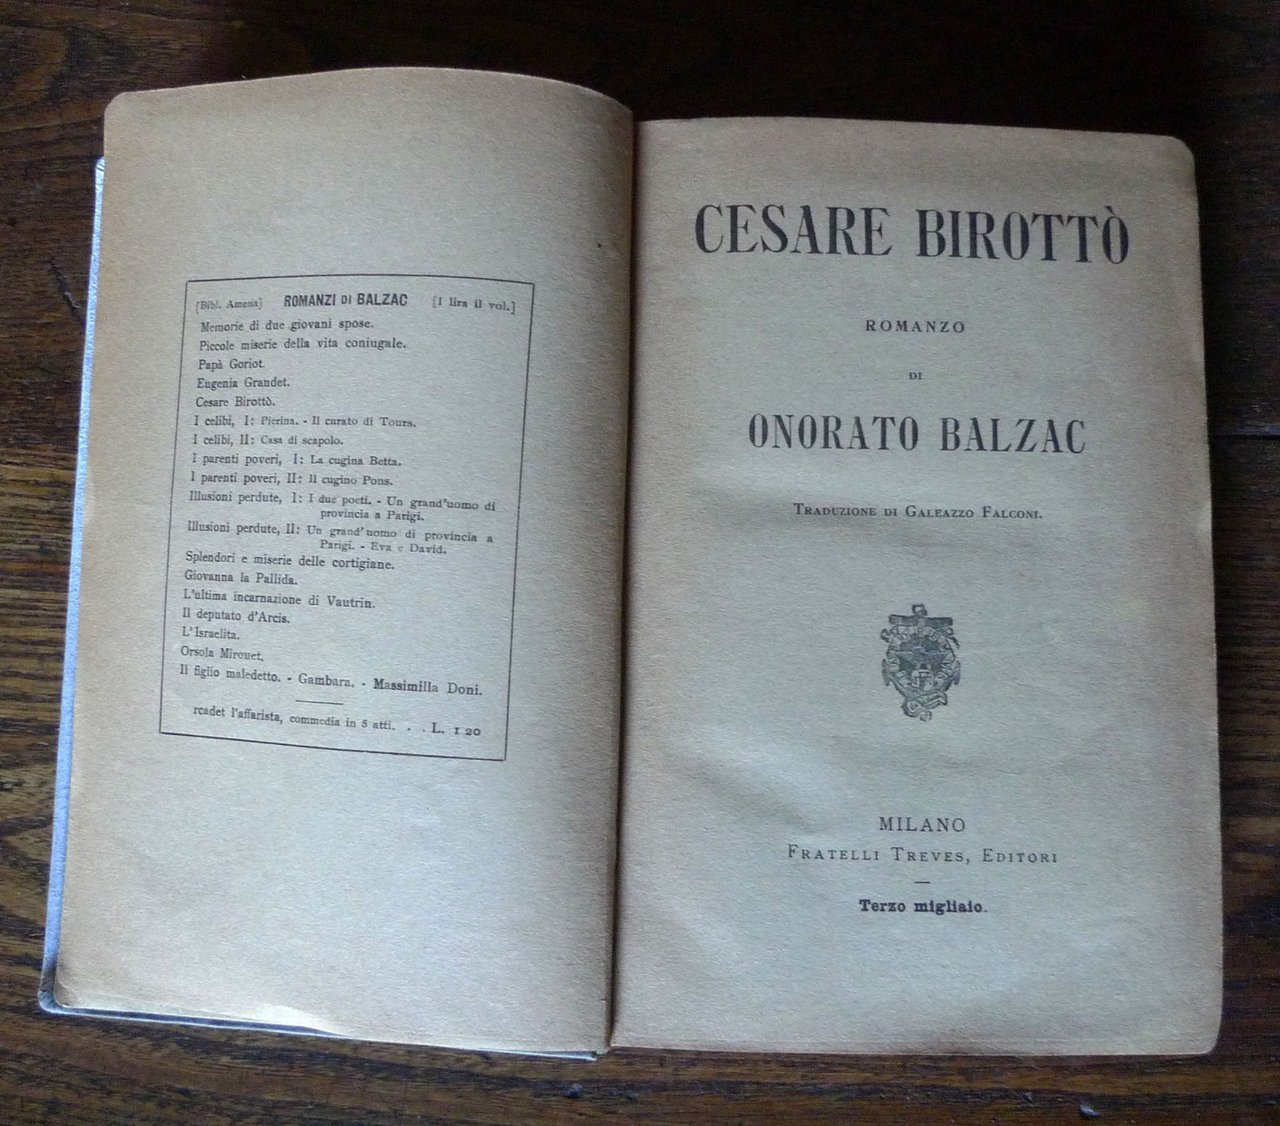 [Bibl. Amena] ROMANZI DI BALZAC (1 lira il vol.]
Memorie di due giovani spose.
Piccole miserie della vita coniugale.
Papà Goriot.
Eugenia Grandet.
Cesare Birottò.
I celibi, I: Pierina. - Il curato di Tours.
I celibi, II: Casa di scapolo.
I parenti poveri, I: La cugina Betta.
I parenti poveri, II: Il cugino Pons.
Illusioni perdute, I: I due poeti. - Un grand'uomo di
provincia a Parigi.
Illusioni perdute, II: Un grand'uomo di provincia a
Parigi. - Eva e David.
Splendori e miserie delle cortigiane.
Giovanna la Pallida.
L'ultima incarnazione di Vautrin.
Il deputato d'Arcis.
L'Israelita.
Orsola Mirouet.
Il figlio maledetto. - Gambara. - Massimilla Doni.
rcadet l'affarista, commedia in 5 atti. . . L. 1 20
CESARE BIROTTÒ
ROMANZO
DI
ONORATO BALZAC
TRADUZIONE DI GALEAZZO FALCONI.
MILANO
FRATELLI TREVES, EDITORI
Terzo migliaio.